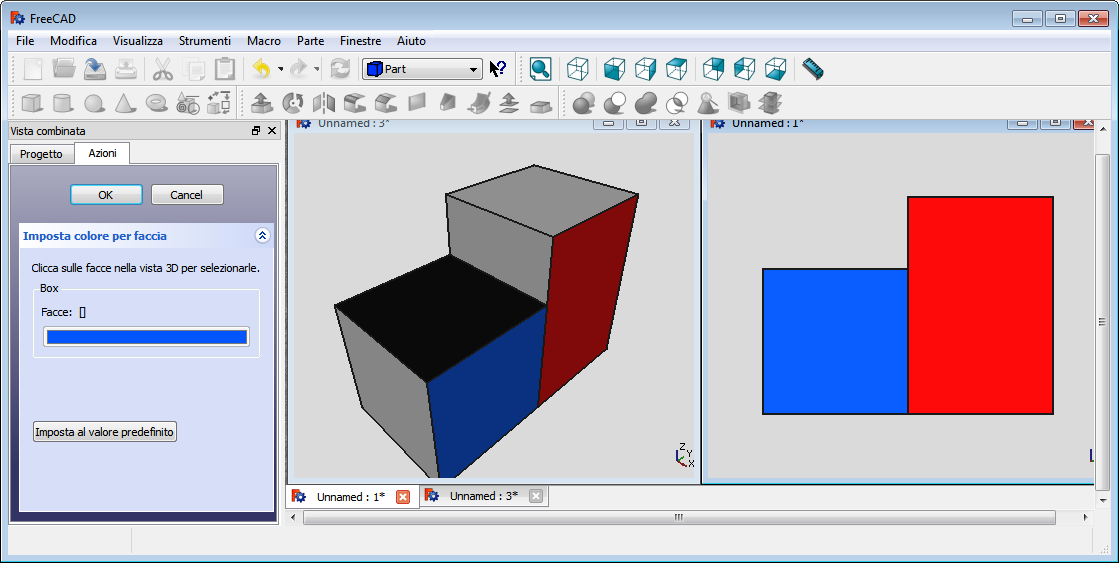 FreeCAD
File Modifica Visualizza Strumenti Macro Parte Finestre Aiuto
Part
Vista combinata
Progetto Azioni
OK Cancel
Imposta colore per faccia
Clicca sulle facce nella vista 3D per selezionarle.
Box
Facce: []
Imposta al valore predefinito
Unnamed : 3*
Unnamed : 1*
Z
Y
X
Unnamed : 1* Unnamed : 3*